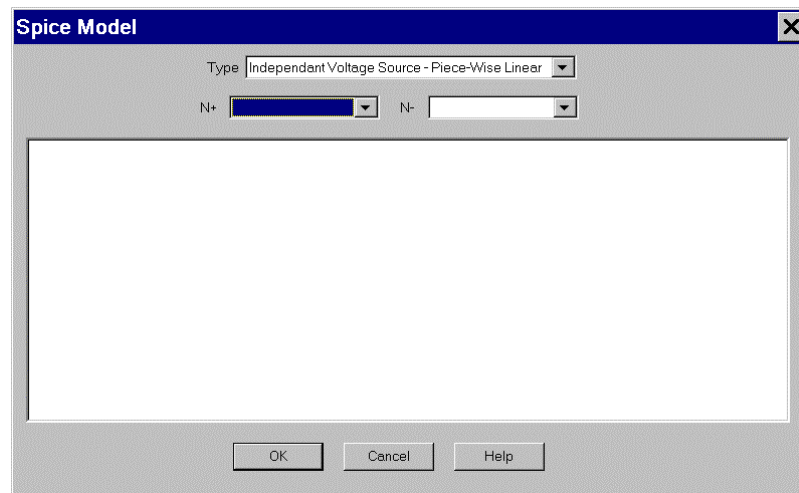 Spice Model
Type Independant Voltage Source - Piece-Wise Linear
N+ N-
OK Cancel Help